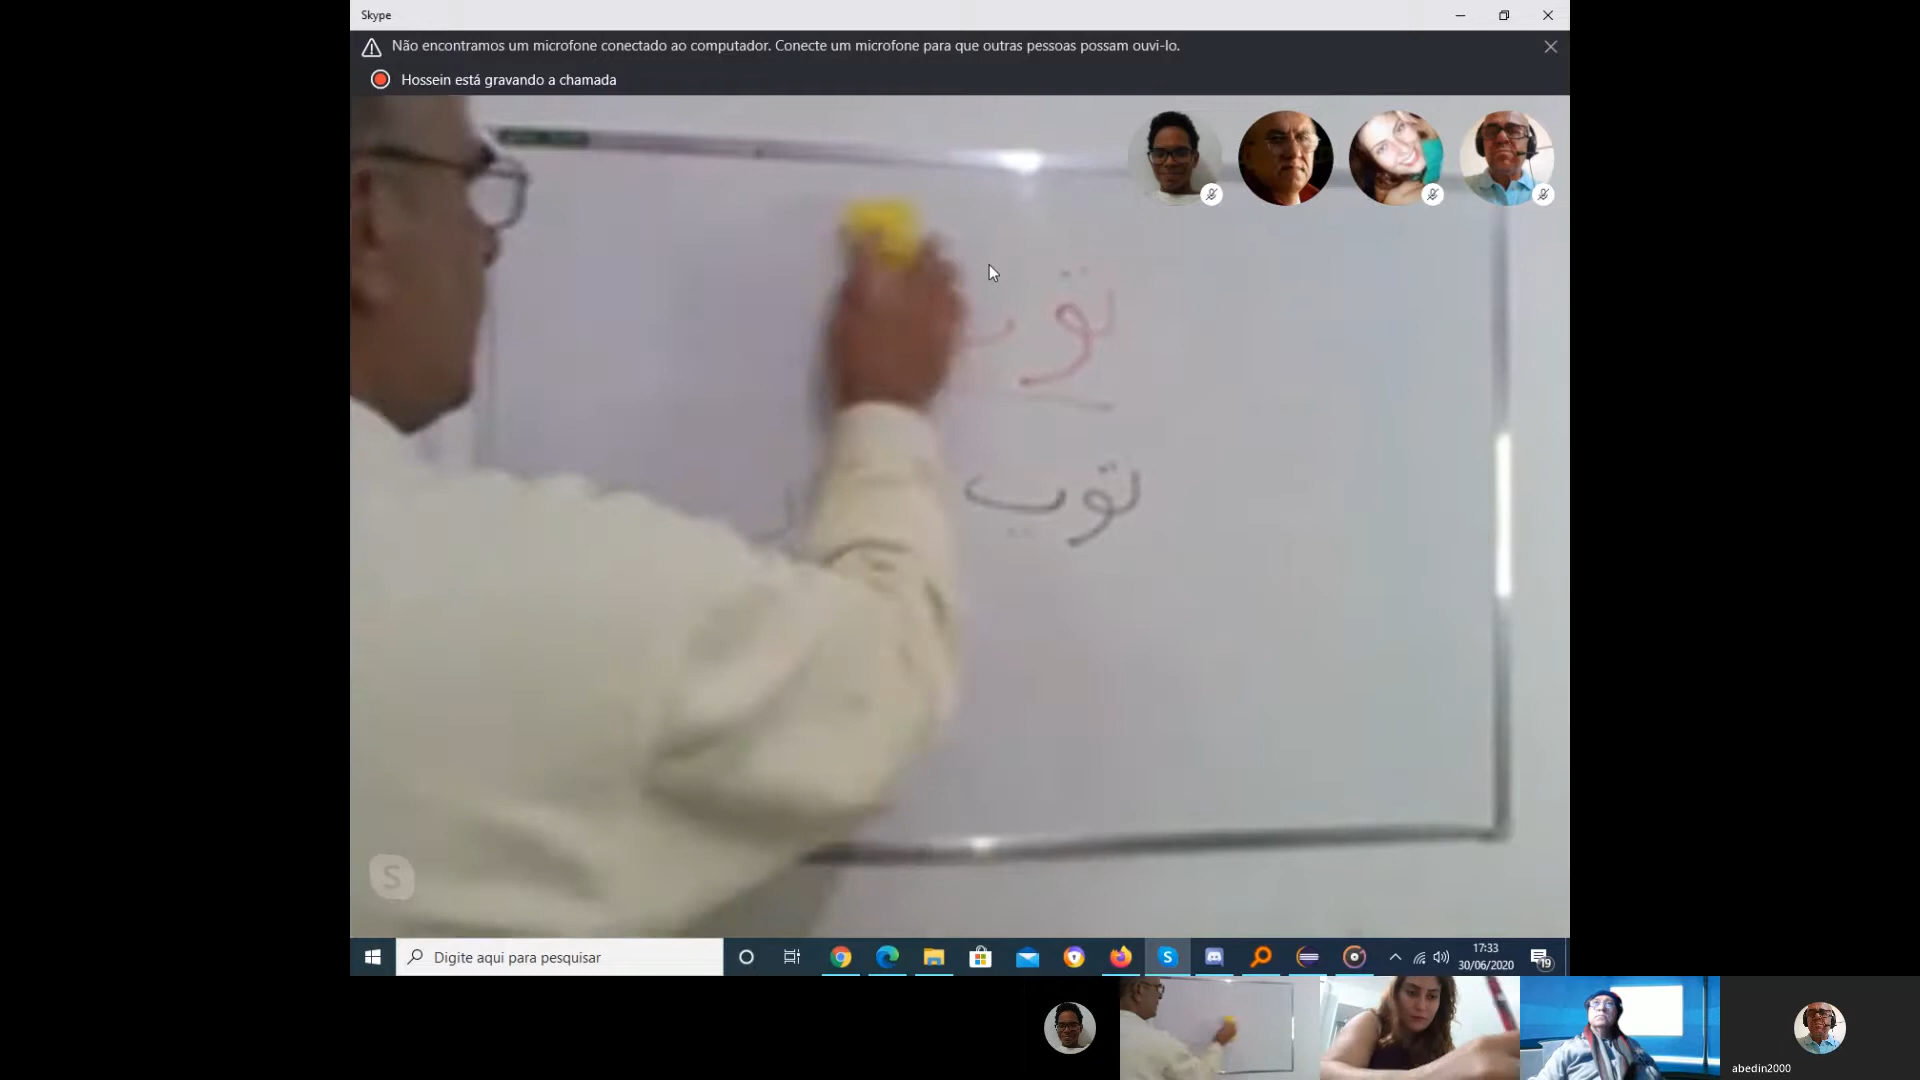 Skype
Não encontramos um microfone conectado ao computador. Conecte um microfone para que outras pessoas possam ouvi-lo.
Hossein está gravando a chamada
توپ
Digite aqui para pesquisar
17:33
30/06/2020
19
abedin2000